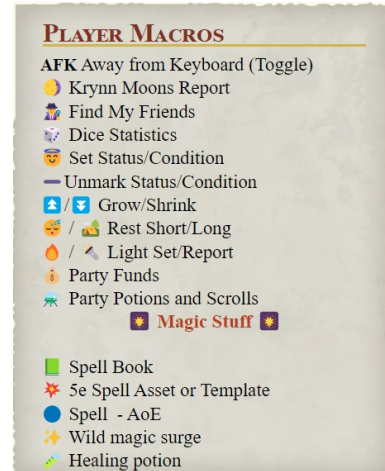 Player Macros
AFK Away from Keyboard (Toggle)
Krynn Moons Report
Find My Friends
Dice Statistics
Set Status/Condition
Unmark Status/Condition
/ Grow/Shrink
/ Rest Short/Long
/ Light Set/Report
Party Funds
Party Potions and Scrolls
Magic Stuff
Spell Book
5e Spell Asset or Template
Spell - AoE
Wild magic surge
Healing potion